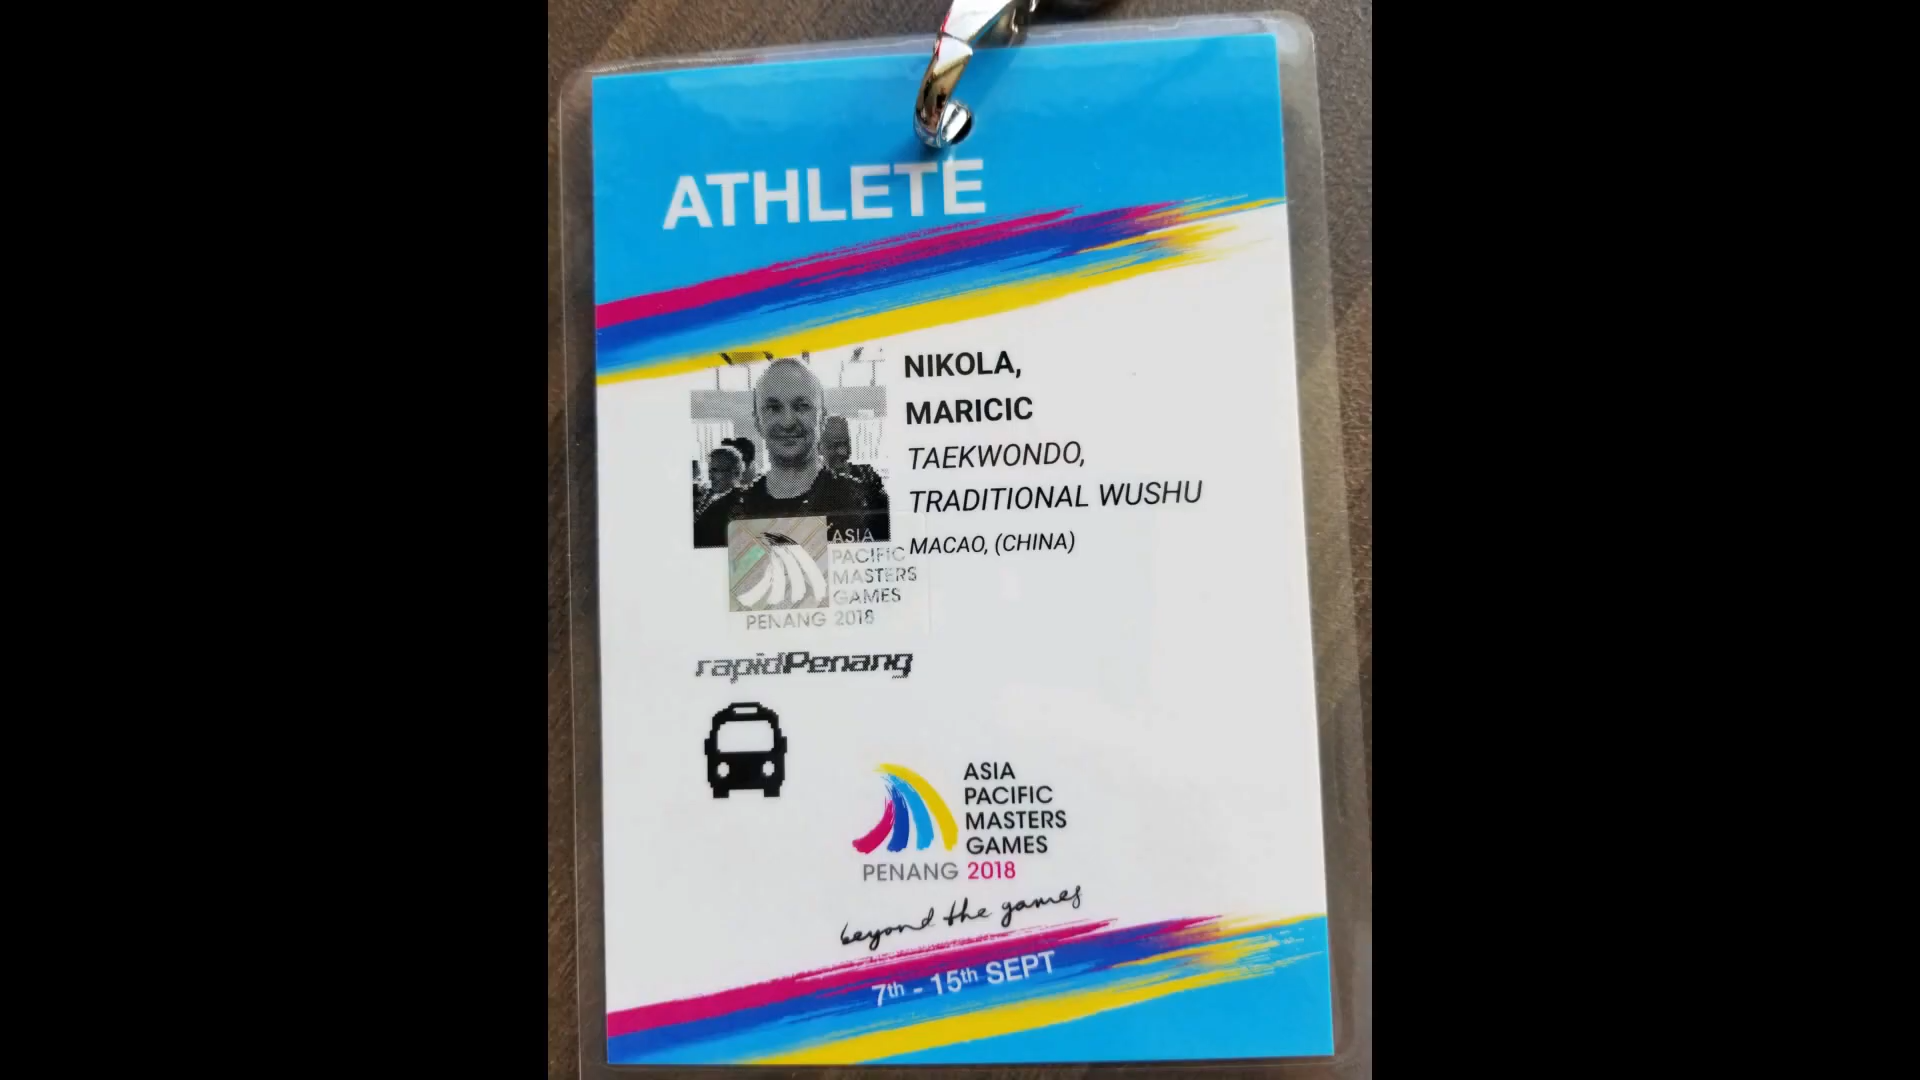 ATHLETE
NIKOLA,
MARICIC
TAEKWONDO,
TRADITIONAL WUSHU
MACAO, (CHINA)
ASIA
PACIFIC
MASTERS
GAMES
PENANG 2018
rapidPenang
ASIA
PACIFIC
MASTERS
GAMES
PENANG 2018
beyond the games
7th - 15th SEPT